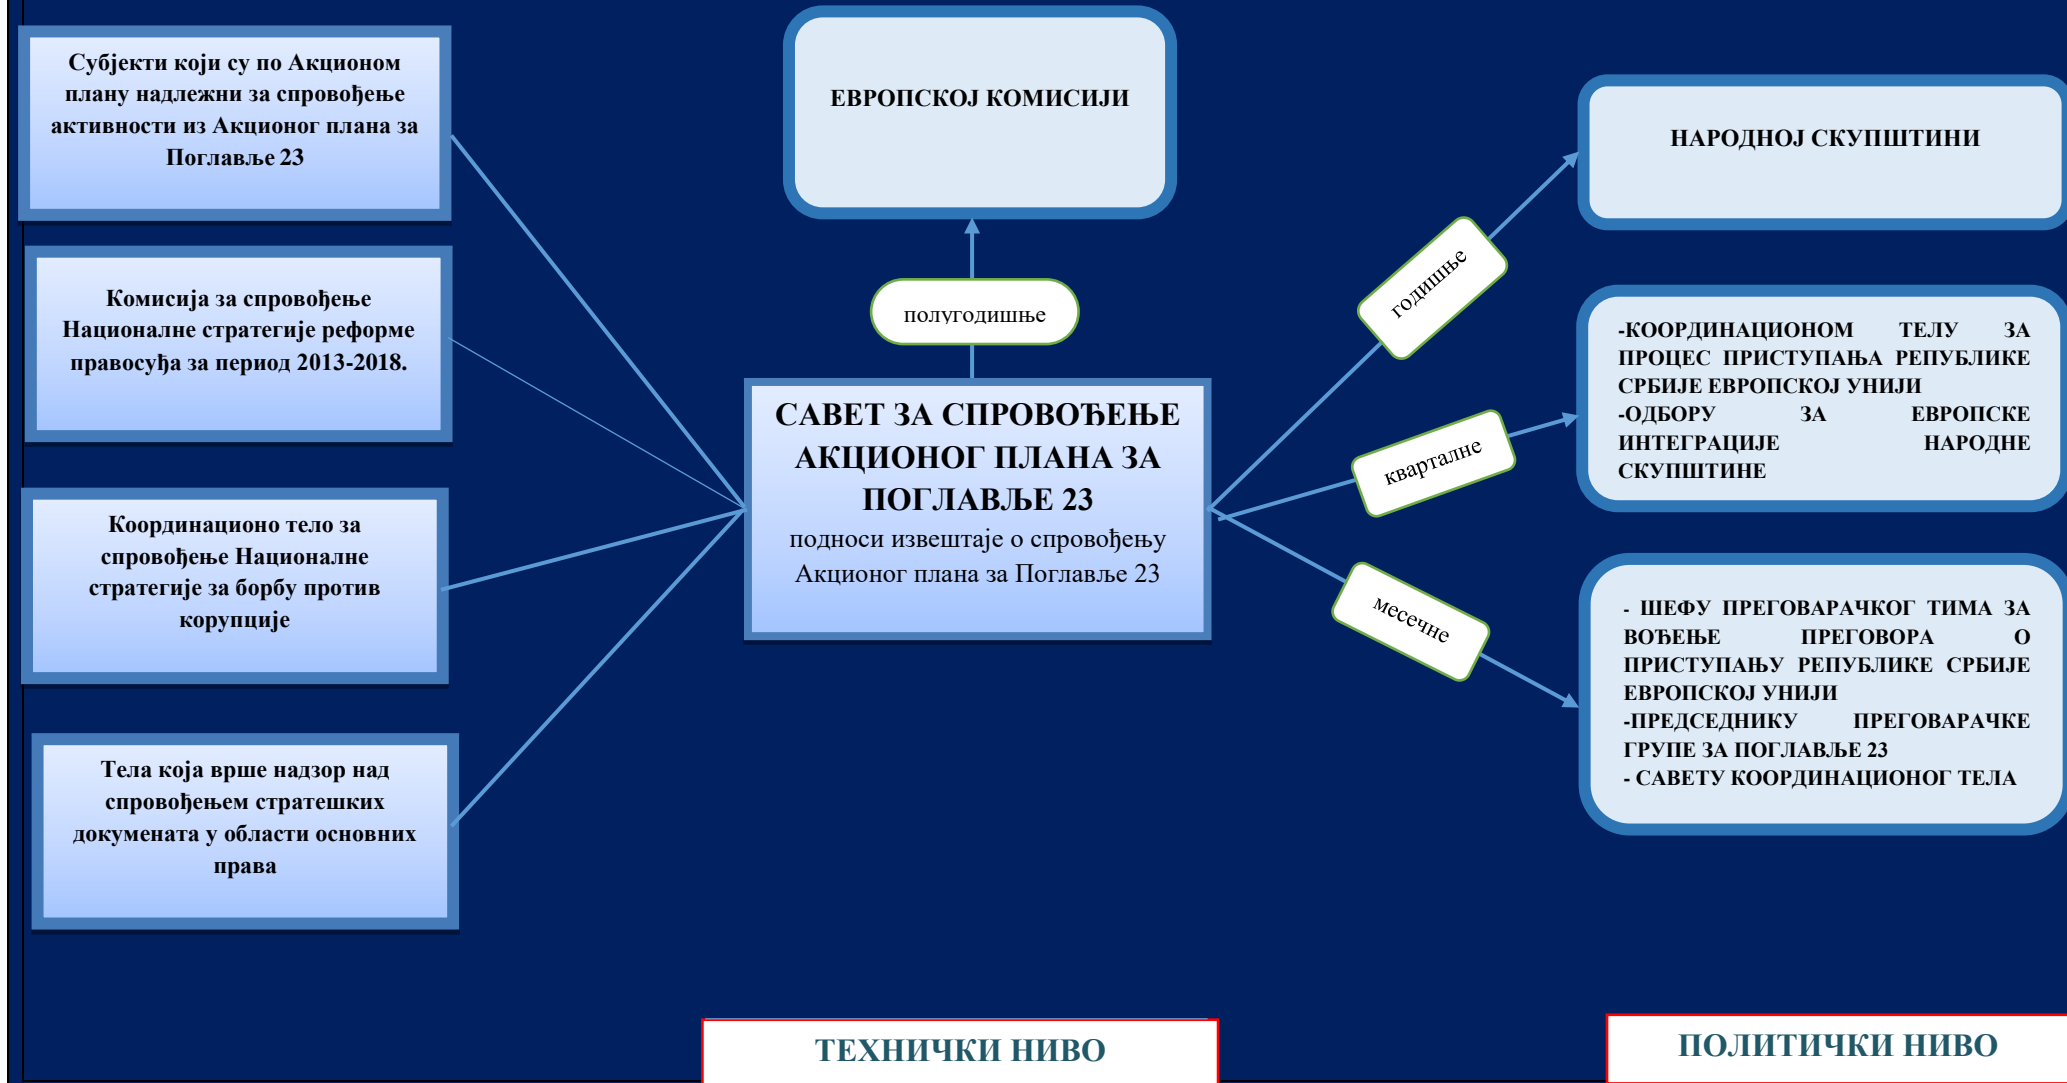 Субјекти који су по Акционом
плану надлежни за спровођење
активности из Акционог плана за
Поглавље 23
Комисија за спровођење
Националне стратегије реформе
правосуђа за период 2013-2018.
Координационо тело за
спровођење Националне
стратегије за борбу против
корупције
Тела која врше надзор над
спровођењем стратешких
докумената у области основних
права
ЕВРОПСКОЈ КОМИСИЈИ
полугодишње
САВЕТ ЗА СПРОВОЂЕЊЕ
АКЦИОНОГ ПЛАНА ЗА
ПОГЛАВЉЕ 23
подноси извештаје о спровођењу
Акционог плана за Поглавље 23
годишње
квартално
месечне
НАРОДНОЈ СКУПШТИНИ
-КООРДИНАЦИОНОМ ТЕЛУ ЗА
ПРОЦЕС ПРИСТУПАЊА РЕПУБЛИКЕ
СРБИЈЕ ЕВРОПСКОЈ УНИЈИ
-ОДБОРУ ЗА ЕВРОПСКЕ
ИНТЕГРАЦИЈЕ НАРОДНЕ
СКУПШТИНЕ
- ШЕФУ ПРЕГОВАРАЧКОГ ТИМА ЗА
ВОЂЕЊЕ ПРЕГОВОРА О
ПРИСТУПАЊУ РЕПУБЛИКЕ СРБИЈЕ
ЕВРОПСКОЈ УНИЈИ
-ПРЕДСЕДНИКУ ПРЕГОВАРАЧКЕ
ГРУПЕ ЗА ПОГЛАВЉЕ 23
- САВЕТУ КООРДИНАЦИОНОГ ТЕЛА
ТЕХНИЧКИ НИВО
ПОЛИТИЧКИ НИВО